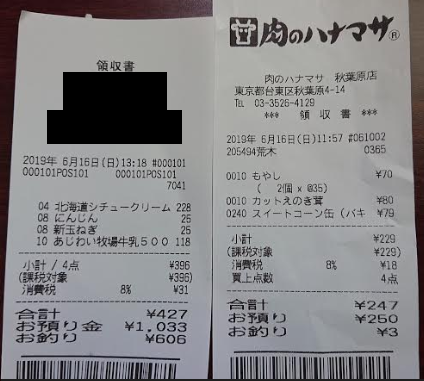 領収書
2019年 6月16日(日)13:18 #000101
000101POS101 000101POS101
7041
04 北海道シチュークリーム 228
08 にんじん 26
08 新玉ねぎ 25
10 あじわい牧場牛乳500 118
小計 / 4点 ¥396
(課税対象 ¥396)
消費税 8% ¥31
合計 ¥427
お預り金 ¥1,033
お釣り ¥606
肉のハナマサ®
肉のハナマサ 秋葉原店
東京都台東区秋葉原4-14
TEL 03-3526-4129
*** 領収書 ***
2019年 6月16日(日)11:57 #061002
205494荒木 0365
0010 もやし ¥70
( 2個 x @35)
0010 カットえのき茸 ¥80
0240 スイートコーン缶(バキ ¥79
小計 ¥229
(課税対象 ¥229)
消費税 8% ¥18
買上点数 4点
合計 ¥247
お預り ¥250
お釣り ¥3